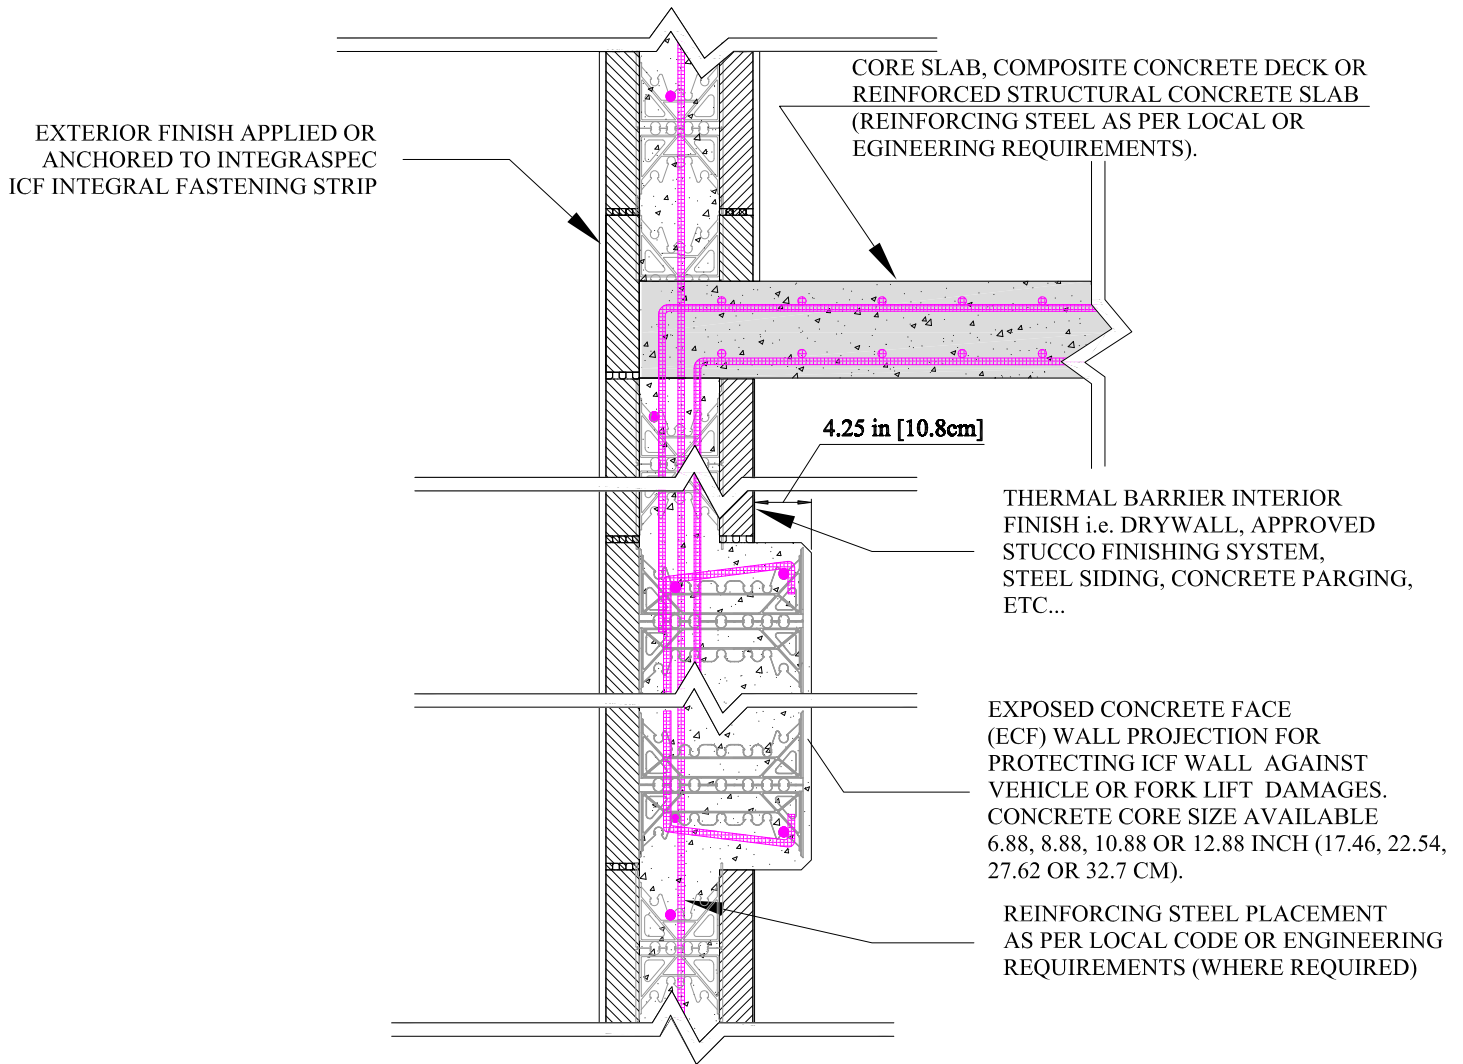 CORE SLAB, COMPOSITE CONCRETE DECK OR
REINFORCED STRUCTURAL CONCRETE SLAB
(REINFORCING STEEL AS PER LOCAL OR
EGINEERING REQUIREMENTS).
EXTERIOR FINISH APPLIED OR
ANCHORED TO INTEGRASPEC
ICF INTEGRAL FASTENING STRIP
4.25 in [10.8cm]
THERMAL BARRIER INTERIOR
FINISH i.e. DRYWALL, APPROVED
STUCCO FINISHING SYSTEM,
STEEL SIDING, CONCRETE PARGING,
ETC...
EXPOSED CONCRETE FACE
(ECF) WALL PROJECTION FOR
PROTECTING ICF WALL AGAINST
VEHICLE OR FORK LIFT DAMAGES.
CONCRETE CORE SIZE AVAILABLE
6.88, 8.88, 10.88 OR 12.88 INCH (17.46, 22.54,
27.62 OR 32.7 CM).
REINFORCING STEEL PLACEMENT
AS PER LOCAL CODE OR ENGINEERING
REQUIREMENTS (WHERE REQUIRED)